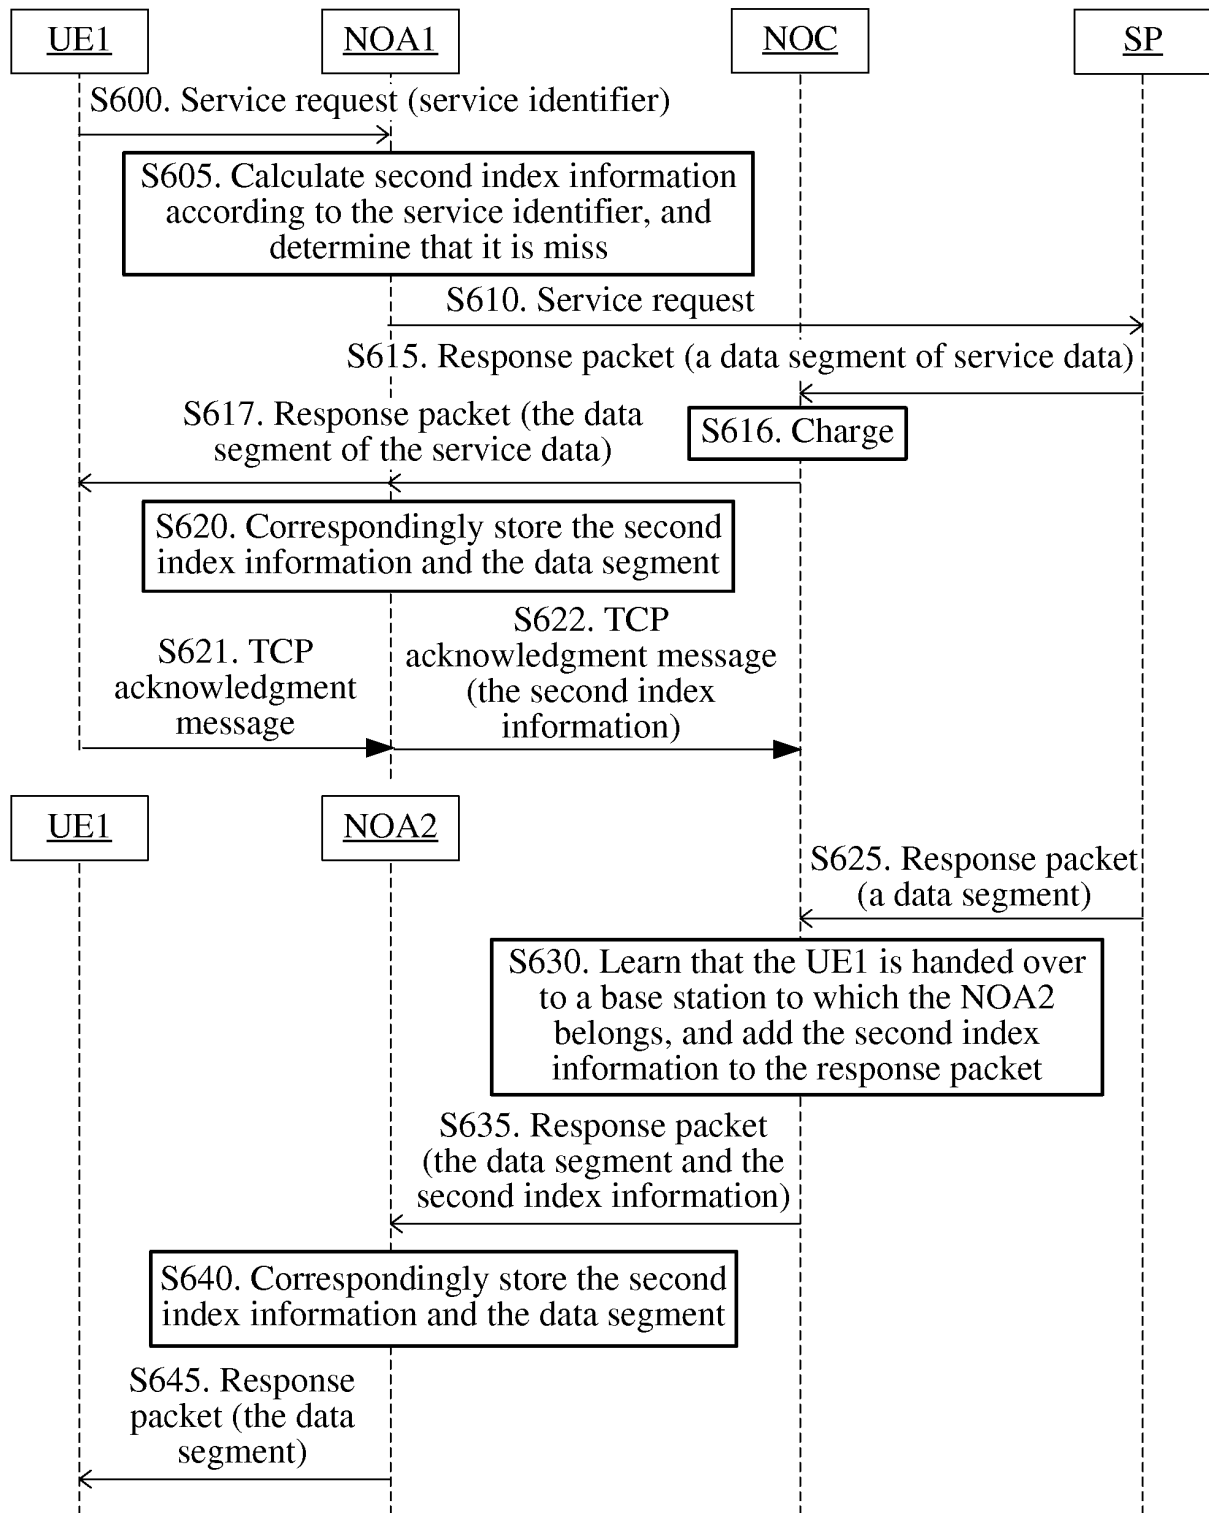 UE1
NOA1
NOC
SP
S600. Service request (service identifier)
S605. Calculate second index information
according to the service identifier, and
determine that it is miss
S610. Service request
S615. Response packet (a data segment of service data)
S616. Charge
S617. Response packet (the data
segment of the service data)
S620. Correspondingly store the second
index information and the data segment
S621. TCP
acknowledgment
message
S622. TCP
acknowledgment message
(the second index
information)
UE1
NOA2
S625. Response packet
(a data segment)
S630. Learn that the UE1 is handed over
to a base station to which the NOA2
belongs, and add the second index
information to the response packet
S635. Response packet
(the data segment and the
second index information)
S640. Correspondingly store the second
index information and the data segment
S645. Response
packet (the data
segment)